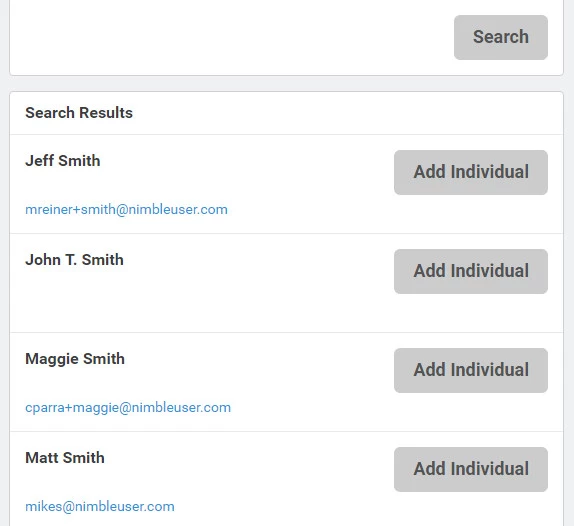 Search
Search Results
Jeff Smith
Add Individual
mreiner+smith@nimbleuser.com
John T. Smith
Add Individual
Maggie Smith
Add Individual
cparra+maggie@nimbleuser.com
Matt Smith
Add Individual
mikes@nimbleuser.com